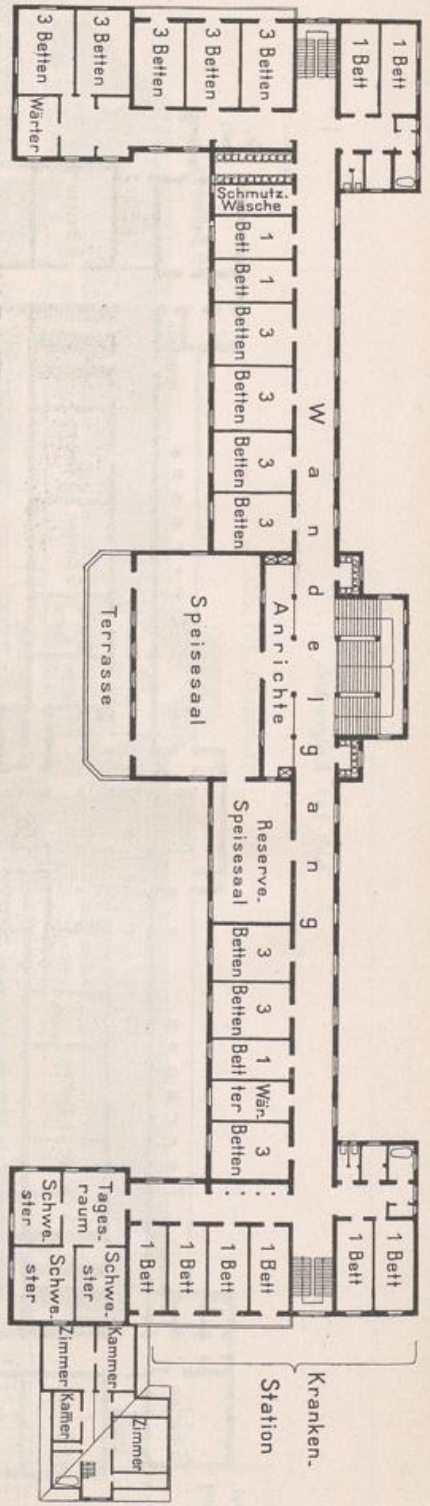 3 Betten
3 Betten
3 Betten
3 Betten
3 Betten
1 Bett
1 Bett
Wärter
Schmutz.
Wäsche
1
Bett
1
Bett
3
Betten
3
Betten
3
Betten
3
Betten
Wandelgang
Anrichte
Speisesaal
Terrasse
Reserve.
Speisesaal
3
Betten
3
Betten
1
Bett
Wär.
ter
3
Betten
1 Bett
1 Bett
1 Bett
1 Bett
1 Bett
1 Bett
Tages.
raum
Schwe.
ster
Schwe.
ster
Schwe.
ster
Kammer
Zimmer
Kamer
Zimmer
Kranken-
Station